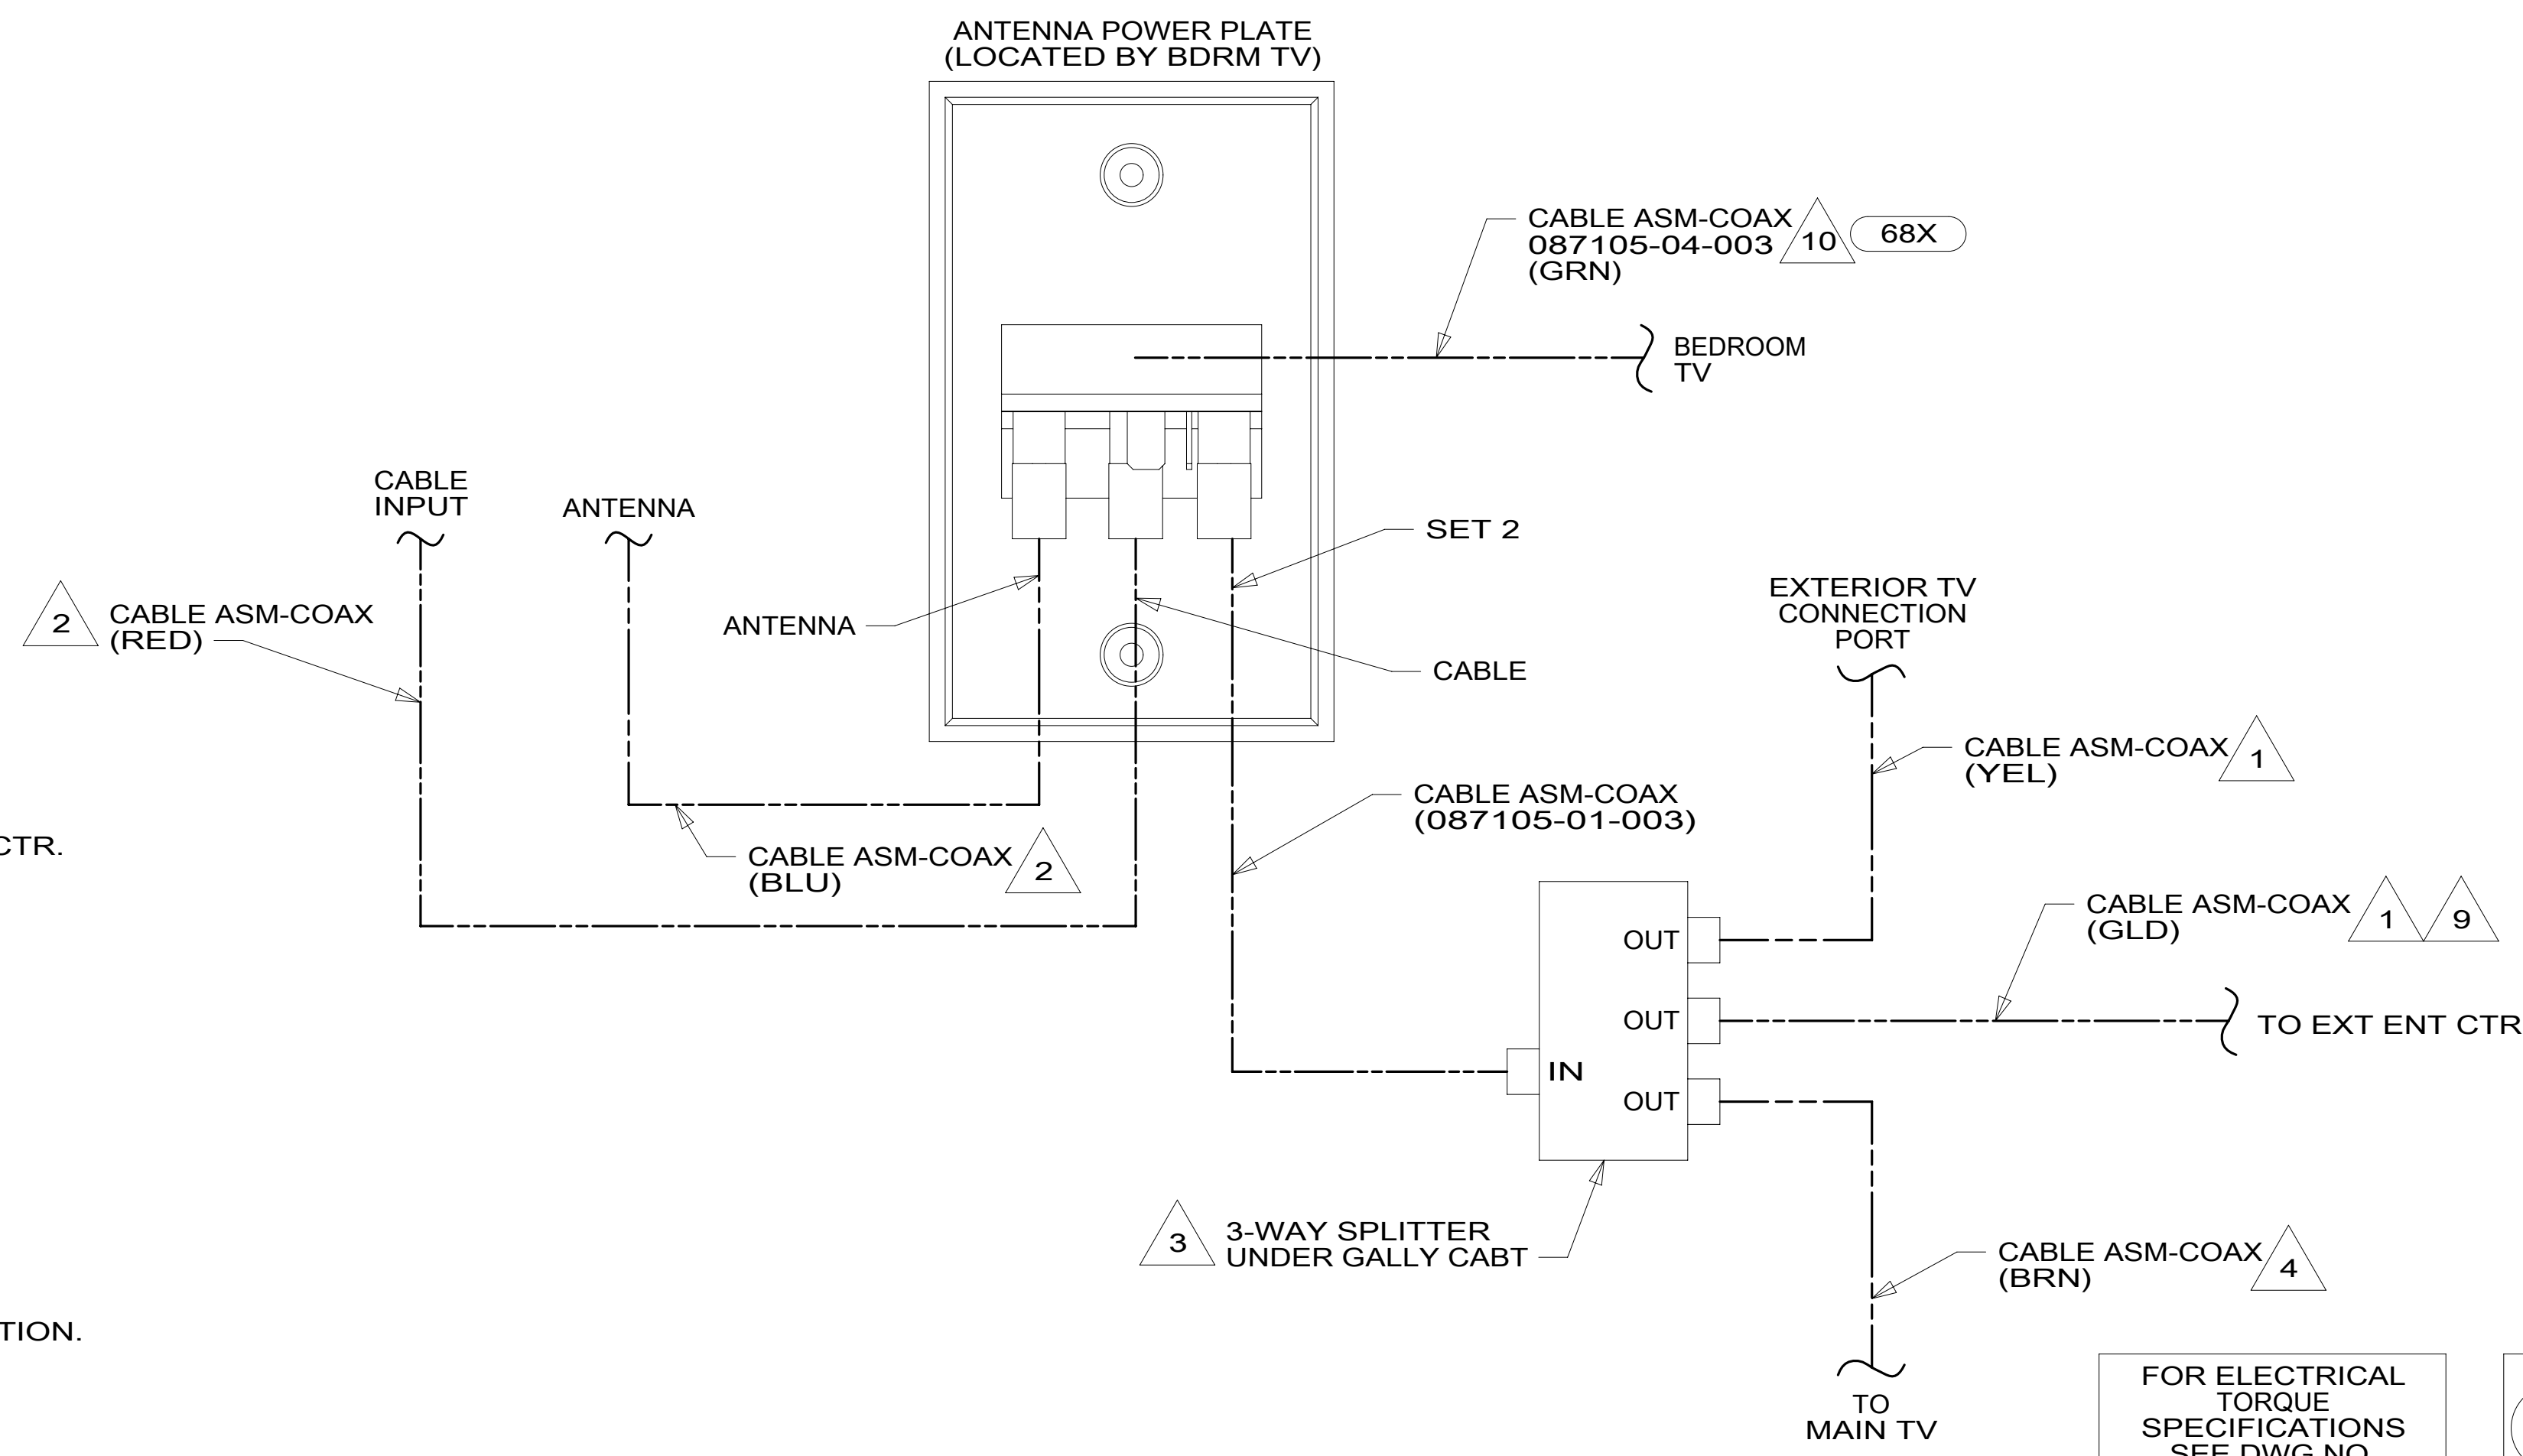 ANTENNA POWER PLATE
(LOCATED BY BDRM TV)
CABLE ASM-COAX
087105-04-003
(GRN)
10
68X
BEDROOM
TV
CABLE
INPUT
ANTENNA
SET 2
2
CABLE ASM-COAX
(RED)
ANTENNA
CABLE
EXTERIOR TV
CONNECTION
PORT
CABLE ASM-COAX
(YEL)
1
CABLE ASM-COAX
(087105-01-003)
CTR.
CABLE ASM-COAX
(BLU)
2
CABLE ASM-COAX
(GLD)
1
9
OUT
OUT
TO EXT ENT CTR
IN
OUT
3
3-WAY SPLITTER
UNDER GALLY CABT
CABLE ASM-COAX
(BRN)
4
TION.
TO
MAIN TV
FOR ELECTRICAL
TORQUE
SPECIFICATIONS
SEE DWG NO